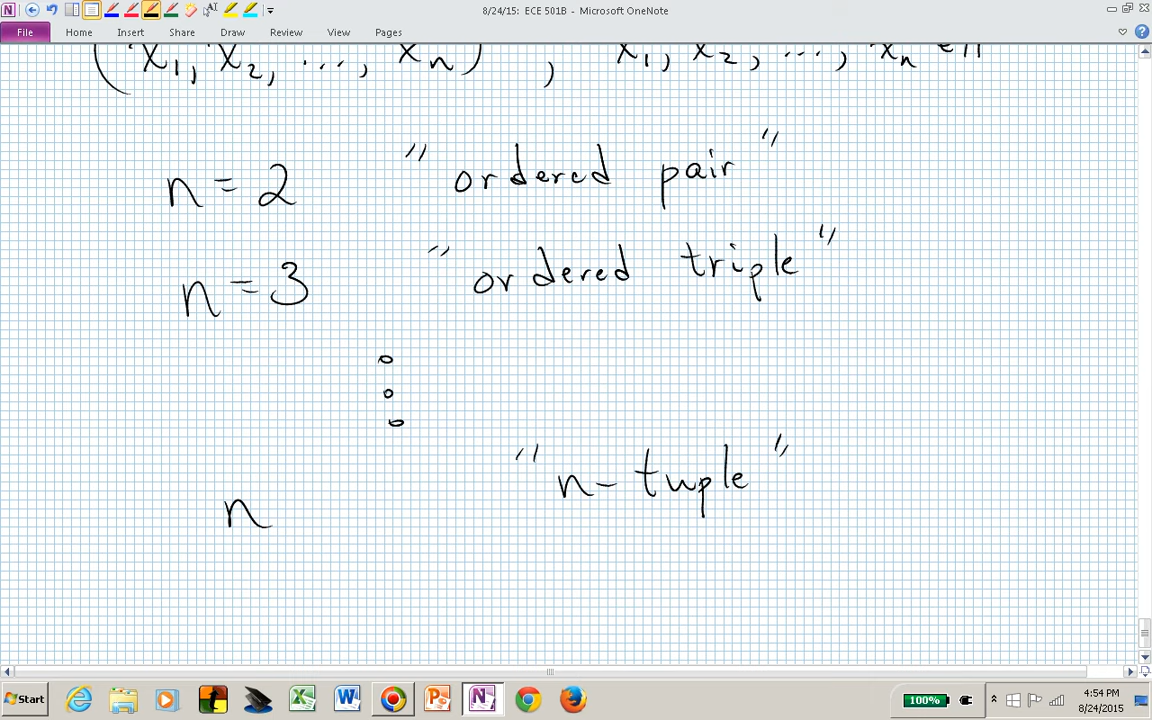 8/24/15: ECE 501B - Microsoft OneNote
File Home Insert Share Draw Review View Pages
(x₁, x₂, ..., xₙ) , x₁, x₂, ..., xₙ
n = 2 "ordered pair"
n = 3 "ordered triple"
n "n-tuple"
Start 100% 4:54 PM
8/24/2015